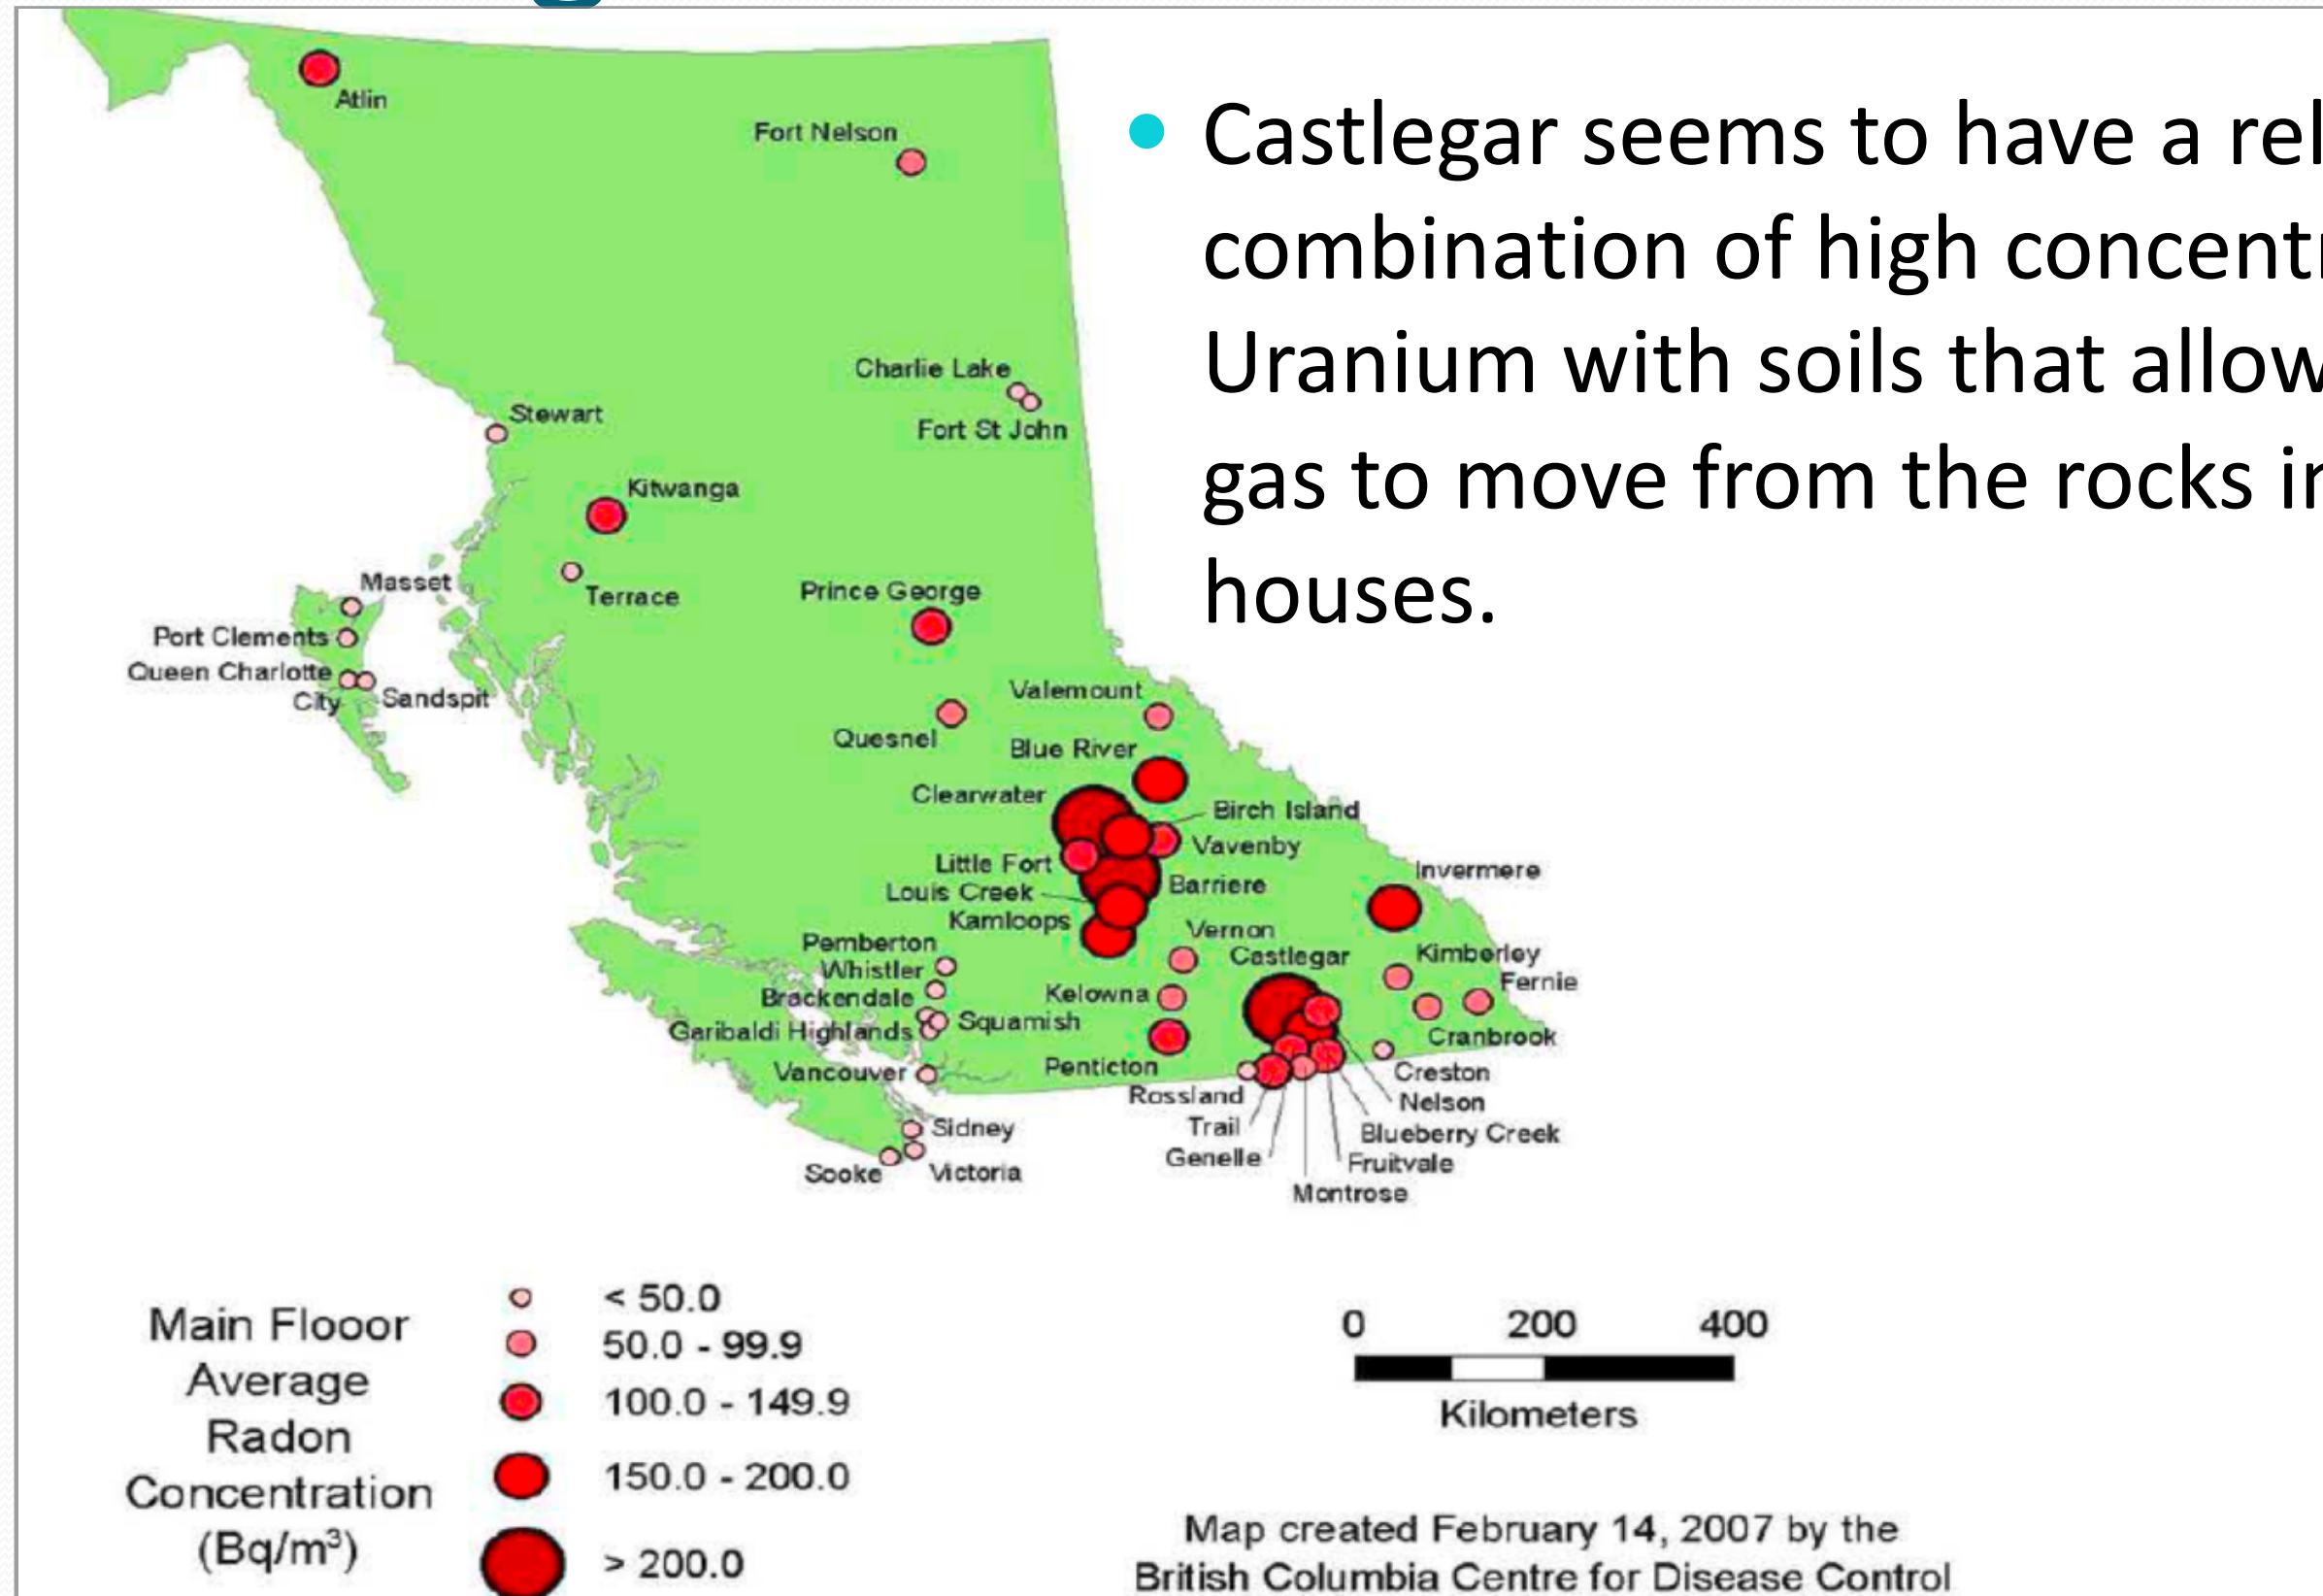 Atlin
Fort Nelson
Charlie Lake
Fort St John
Stewart
Kitwanga
Terrace
Masset
Port Clements
Queen Charlotte
City
Sandspit
Prince George
Quesnel
Valemount
Blue River
Clearwater
Birch Island
Vavenby
Little Fort
Barriere
Louis Creek
Kamloops
Invermere
Vernon
Castlegar
Kimberley
Fernie
Pemberton
Whistler
Brackendale
Garibaldi Highlands
Squamish
Vancouver
Kelowna
Penticton
Cranbrook
Creston
Nelson
Rossland
Trail
Genelle
Blueberry Creek
Fruitvale
Montrose
Sidney
Sooke
Victoria
• Castlegar seems to have a rel
combination of high concent
Uranium with soils that allow
gas to move from the rocks in
houses.
Main Flooor
Average
Radon
Concentration
(Bq/m³)
< 50.0
50.0 - 99.9
100.0 - 149.9
150.0 - 200.0
> 200.0
0 200 400
Kilometers
Map created February 14, 2007 by the
British Columbia Centre for Disease Control